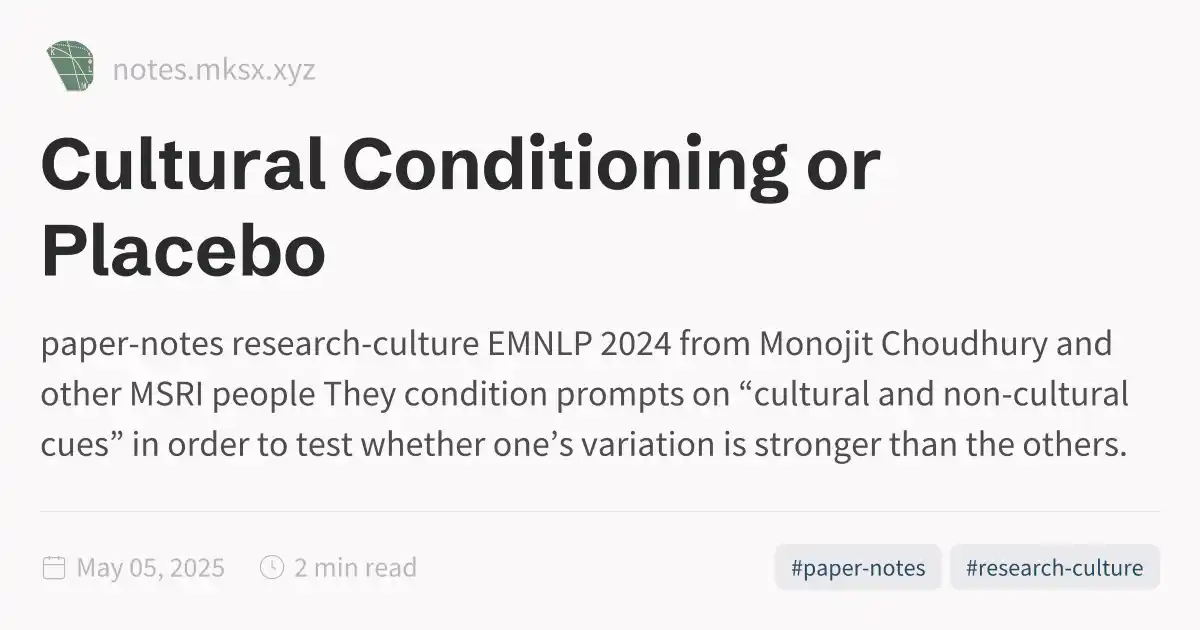 notes.mksx.xyz
Cultural Conditioning or
Placebo
paper-notes research-culture EMNLP 2024 from Monojit Choudhury and
other MSRI people They condition prompts on “cultural and non-cultural
cues” in order to test whether one’s variation is stronger than the others.
May 05, 2025 2 min read #paper-notes #research-culture